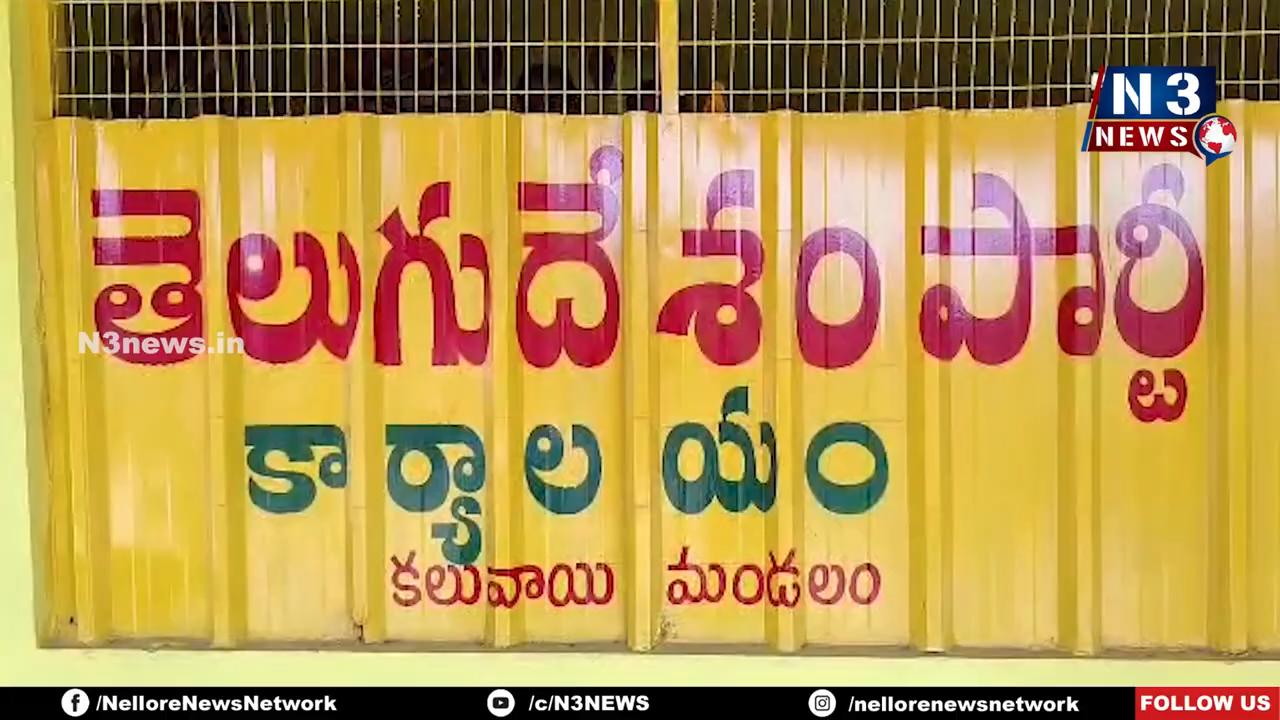 N3
NEWS
తెలుగుదేశం పార్టీ
N3news.in
కార్యాలయం
కలువాయి మండలం
/NelloreNewsNetwork /c/N3NEWS /nellorenewsnetwork FOLLOW US